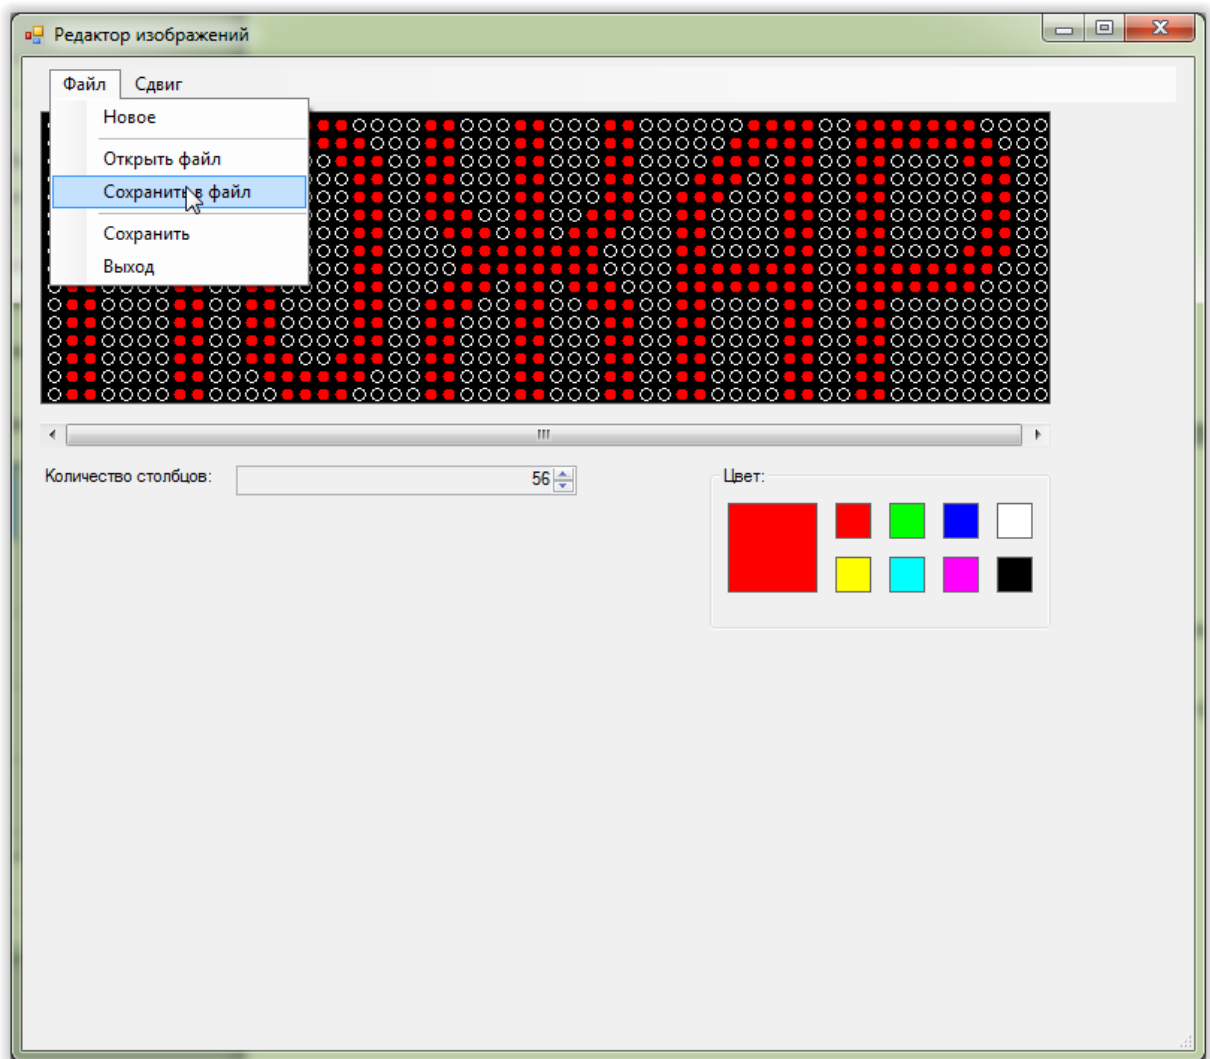 Редактор изображений
Файл Сдвиг
Новое
Открыть файл
Сохранить в файл
Сохранить
Выход
Количество столбцов: 56
Цвет: